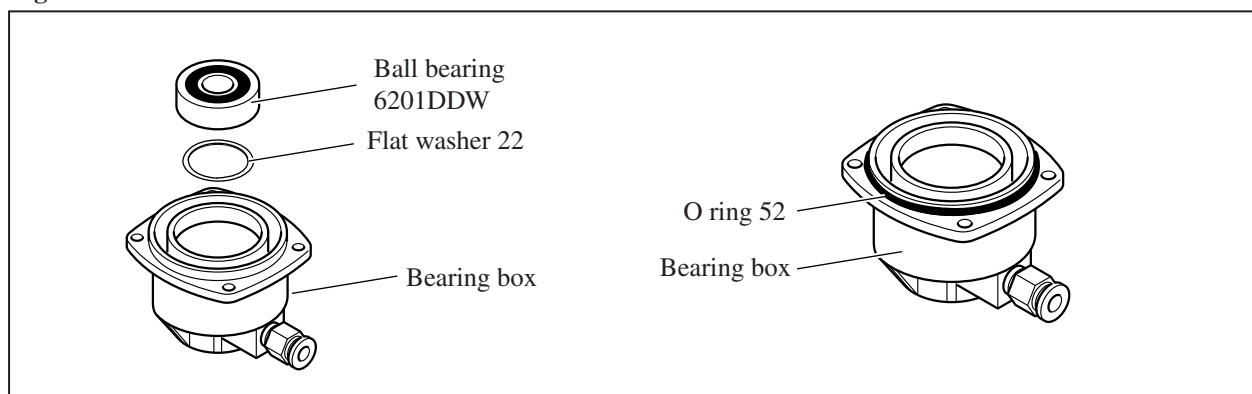 Ball bearing
6201DDW
Flat washer 22
Bearing box
O ring 52
Bearing box